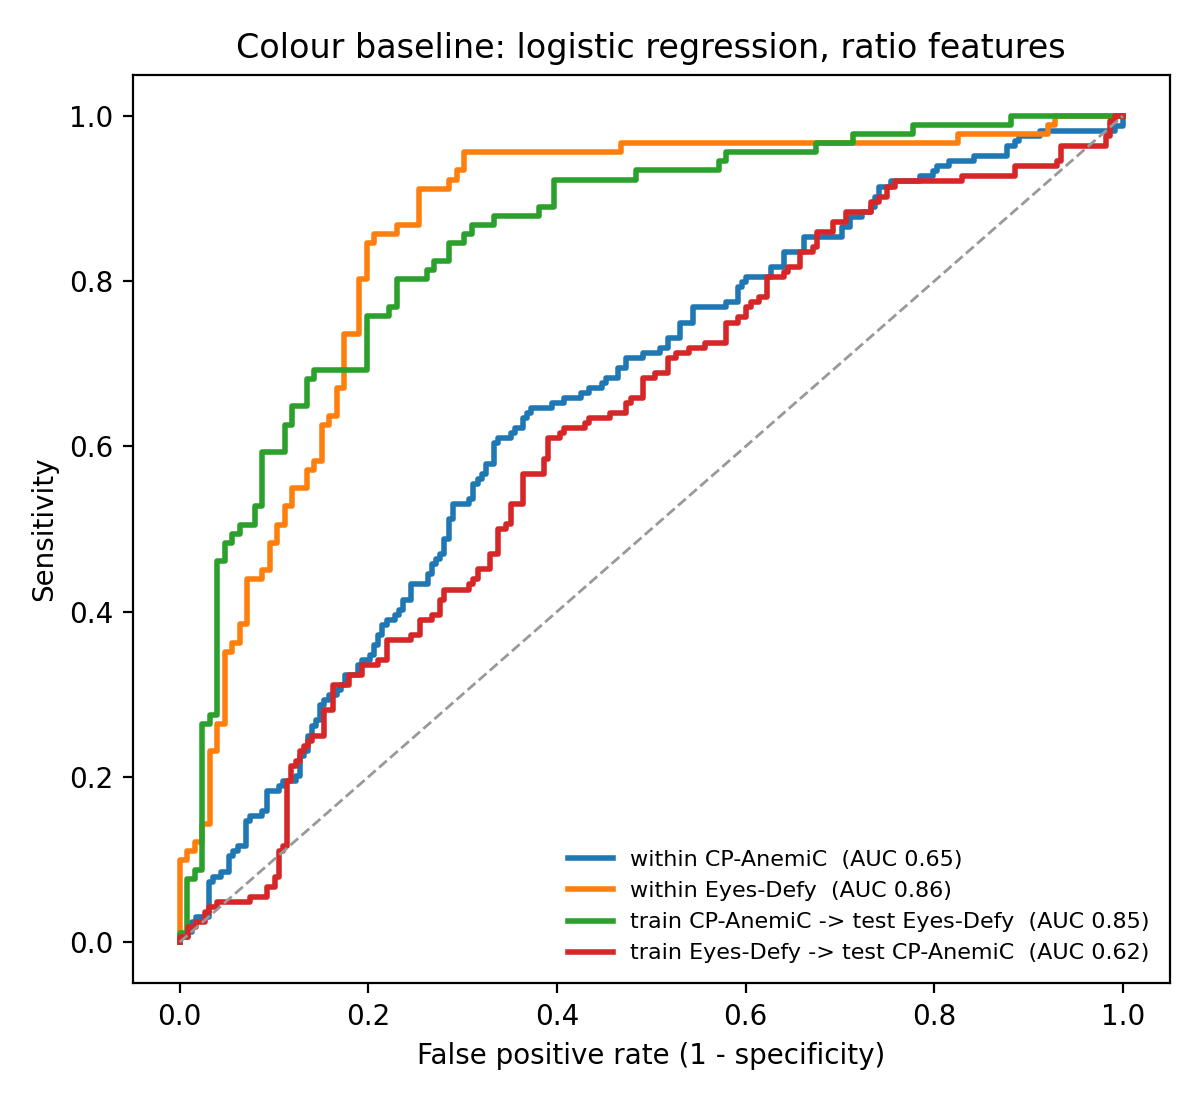 Colour baseline: logistic regression, ratio features
1.0
0.8
0.6
0.4
0.2
0.0
Sensitivity
within CP-AnemiC (AUC 0.65)
within Eyes-Defy (AUC 0.86)
train CP-AnemiC -> test Eyes-Defy (AUC 0.85)
train Eyes-Defy -> test CP-AnemiC (AUC 0.62)
0.0 0.2 0.4 0.6 0.8 1.0
False positive rate (1 - specificity)